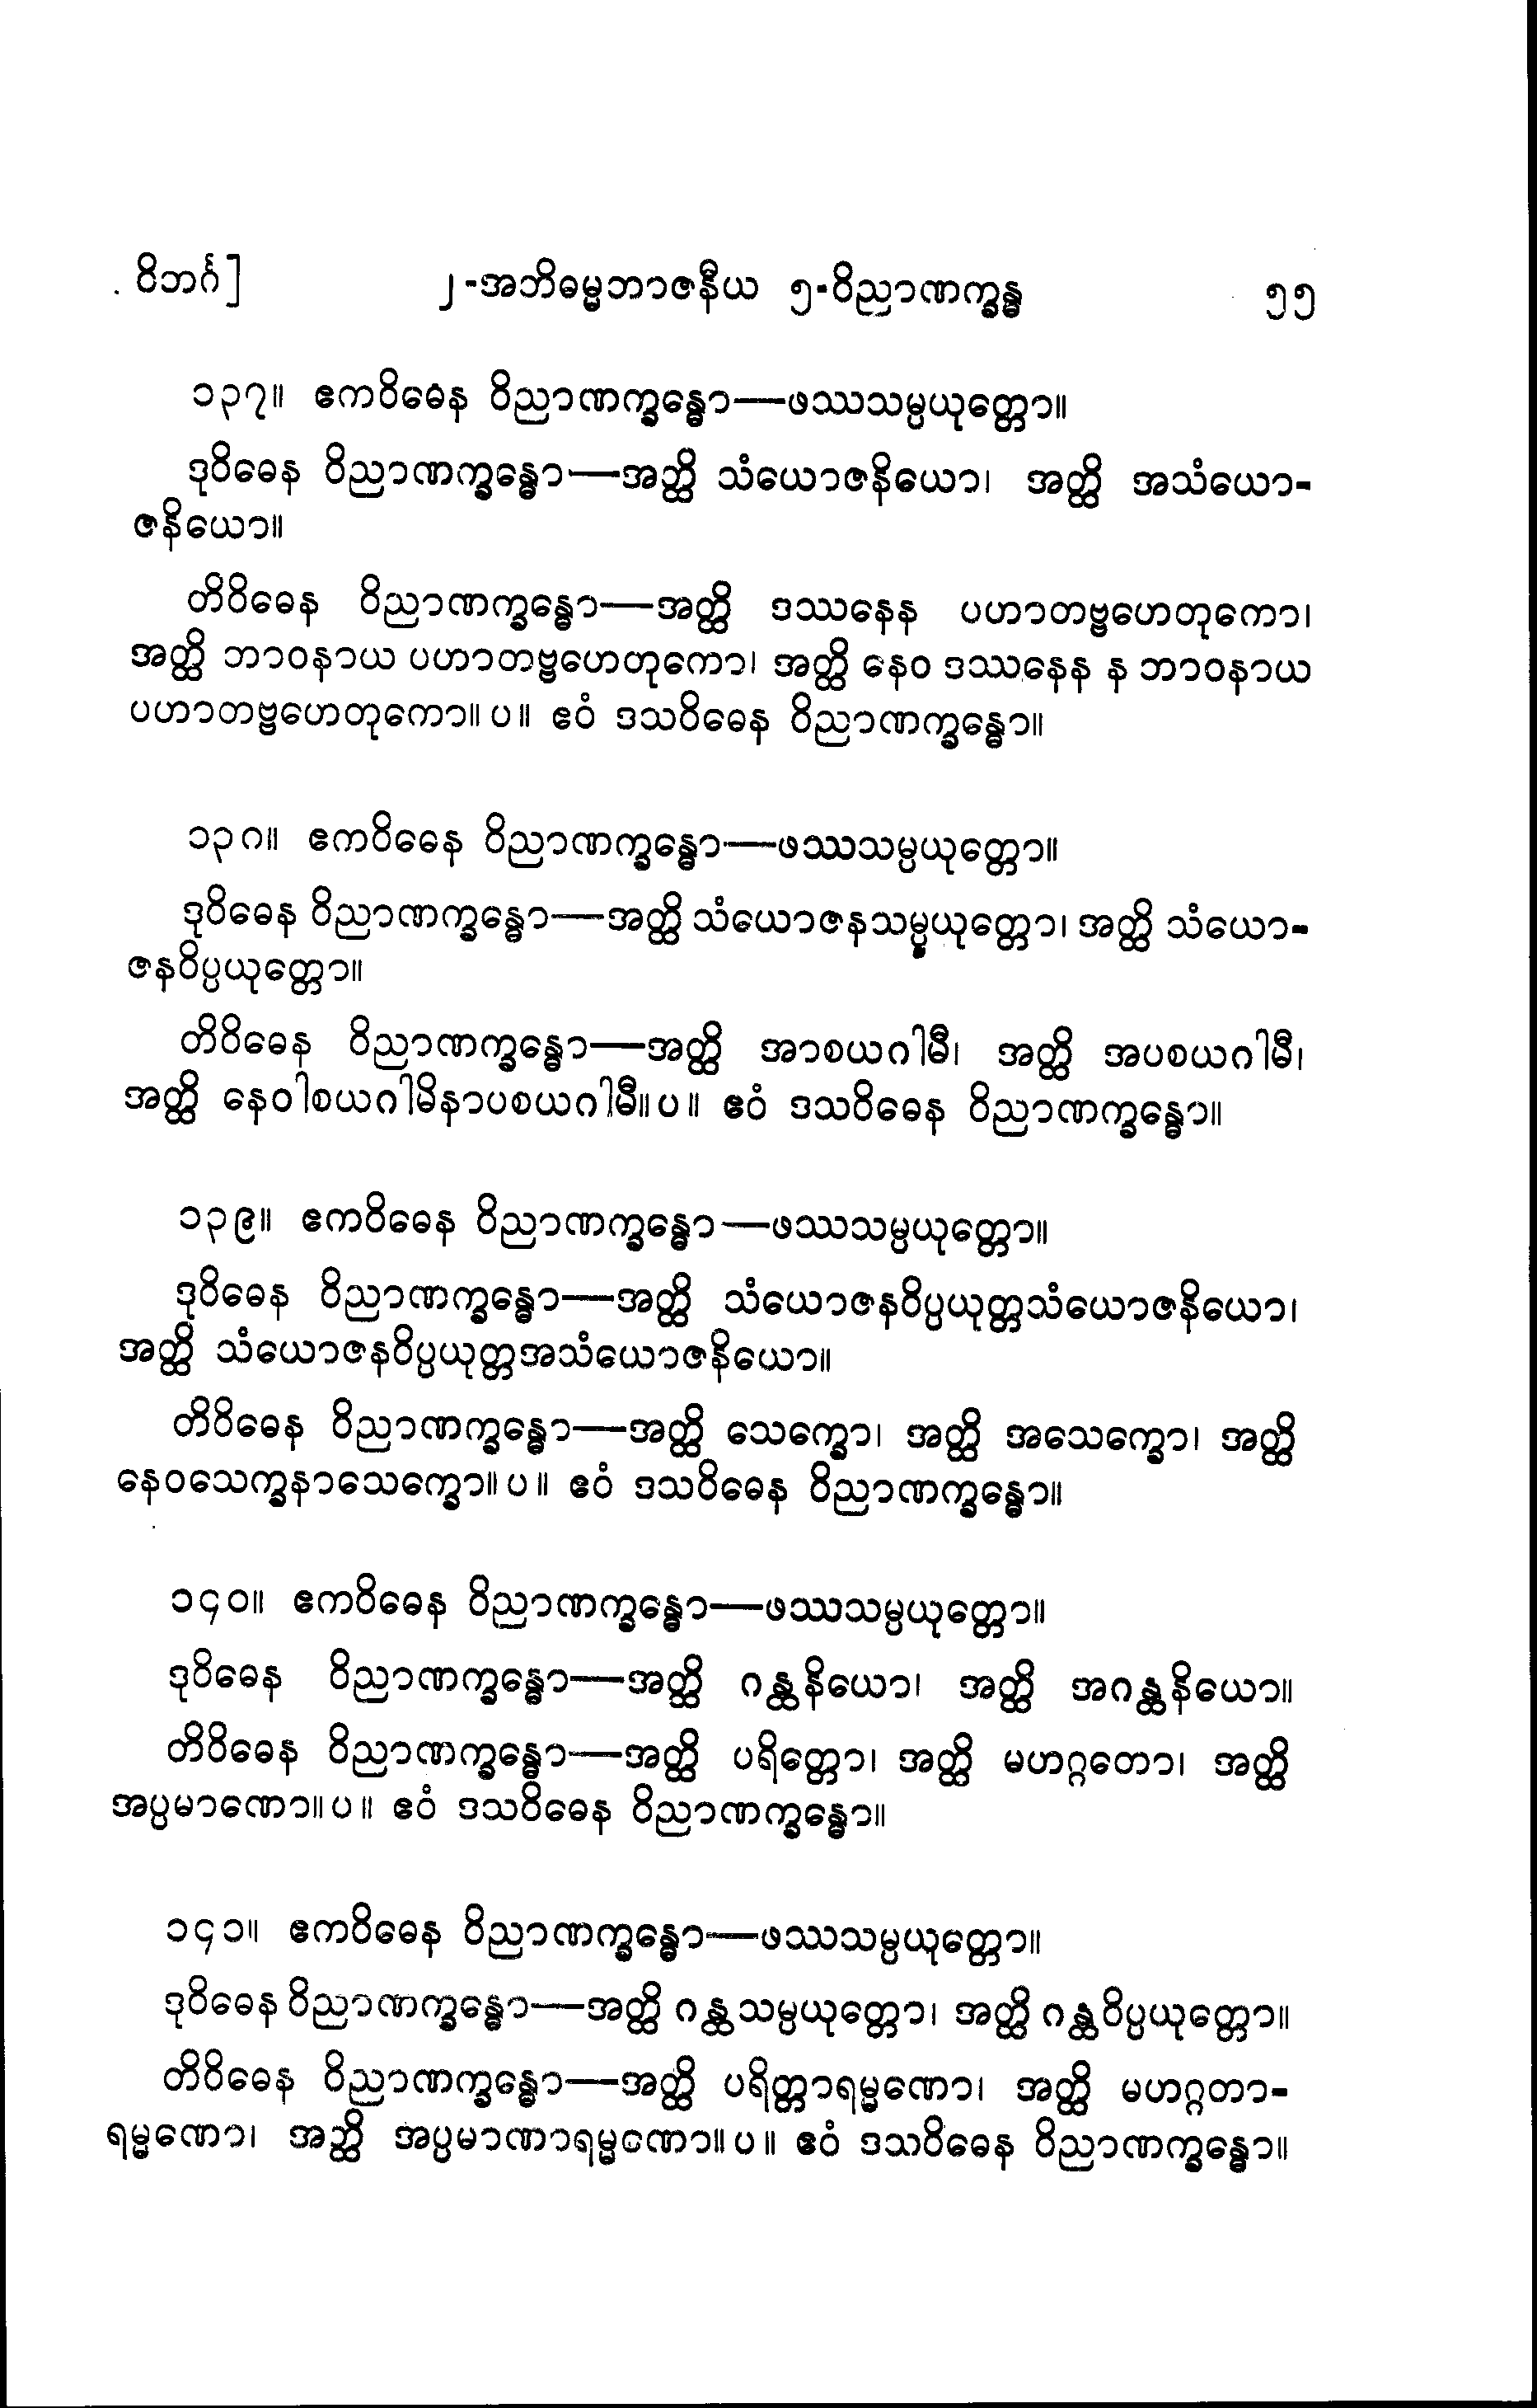 ဝိဘင်္ဂ] ၂-အဘိဓမ္မဘာဇနီယ ၅-ဝိညာဏက္ခန္ဓ ၅၅
၁၃၇။ ဧကဝိဓေန ဝိညာဏက္ခန္ဓော—ဖဿသမ္ပယုတ္တော။
ဒုဝိဓေန ဝိညာဏက္ခန္ဓော—အတ္ထိ သံယောဇနိယော၊ အတ္ထိ အသံယော-
ဇနိယော။
တိဝိဓေန ဝိညာဏက္ခန္ဓော—အတ္ထိ ဒဿနေန ပဟာတဗ္ဗဟေတုကော၊
အတ္ထိ ဘာဝနာယ ပဟာတဗ္ဗဟေတုကော၊ အတ္ထိ နေဝ ဒဿနေန န ဘာဝနာယ
ပဟာတဗ္ဗဟေတုကော။ပ။ ဧဝံ ဒသဝိဓေန ဝိညာဏက္ခန္ဓော။
၁၃၈။ ဧကဝိဓေန ဝိညာဏက္ခန္ဓော—ဖဿသမ္ပယုတ္တော။
ဒုဝိဓေန ဝိညာဏက္ခန္ဓော—အတ္ထိ သံယောဇနသမ္ပယုတ္တော၊ အတ္ထိ သံယော-
ဇနဝိပ္ပယုတ္တော။
တိဝိဓေန ဝိညာဏက္ခန္ဓော—အတ္ထိ အာစယဂါမီ၊ အတ္ထိ အပစယဂါမီ၊
အတ္ထိ နေဝါစယဂါမိနာပစယဂါမီ။ပ။ ဧဝံ ဒသဝိဓေန ဝိညာဏက္ခန္ဓော။
၁၃၉။ ဧကဝိဓေန ဝိညာဏက္ခန္ဓော—ဖဿသမ္ပယုတ္တော။
ဒုဝိဓေန ဝိညာဏက္ခန္ဓော—အတ္ထိ သံယောဇနဝိပ္ပယုတ္တသံယောဇနိယော၊
အတ္ထိ သံယောဇနဝိပ္ပယုတ္တအသံယောဇနိယော။
တိဝိဓေန ဝိညာဏက္ခန္ဓော—အတ္ထိ သေက္ခော၊ အတ္ထိ အသေက္ခော၊ အတ္ထိ
နေဝသေက္ခနာသေက္ခော။ပ။ ဧဝံ ဒသဝိဓေန ဝိညာဏက္ခန္ဓော။
၁၄၀။ ဧကဝိဓေန ဝိညာဏက္ခန္ဓော—ဖဿသမ္ပယုတ္တော။
ဒုဝိဓေန ဝိညာဏက္ခန္ဓော—အတ္ထိ ဂန္ထနိယော၊ အတ္ထိ အဂန္ထနိယော။
တိဝိဓေန ဝိညာဏက္ခန္ဓော—အတ္ထိ ပရိတ္တော၊ အတ္ထိ မဟဂ္ဂတော၊ အတ္ထိ
အပ္ပမာဏော။ပ။ ဧဝံ ဒသဝိဓေန ဝိညာဏက္ခန္ဓော။
၁၄၁။ ဧကဝိဓေန ဝိညာဏက္ခန္ဓော—ဖဿသမ္ပယုတ္တော။
ဒုဝိဓေန ဝိညာဏက္ခန္ဓော—အတ္ထိ ဂန္ထသမ္ပယုတ္တော၊ အတ္ထိ ဂန္ထဝိပ္ပယုတ္တော။
တိဝိဓေန ဝိညာဏက္ခန္ဓော—အတ္ထိ ပရိတ္တာရမ္မဏော၊ အတ္ထိ မဟဂ္ဂတာ-
ရမ္မဏော၊ အတ္ထိ အပ္ပမာဏာရမ္မဏော။ပ။ ဧဝံ ဒသဝိဓေန ဝိညာဏက္ခန္ဓော။